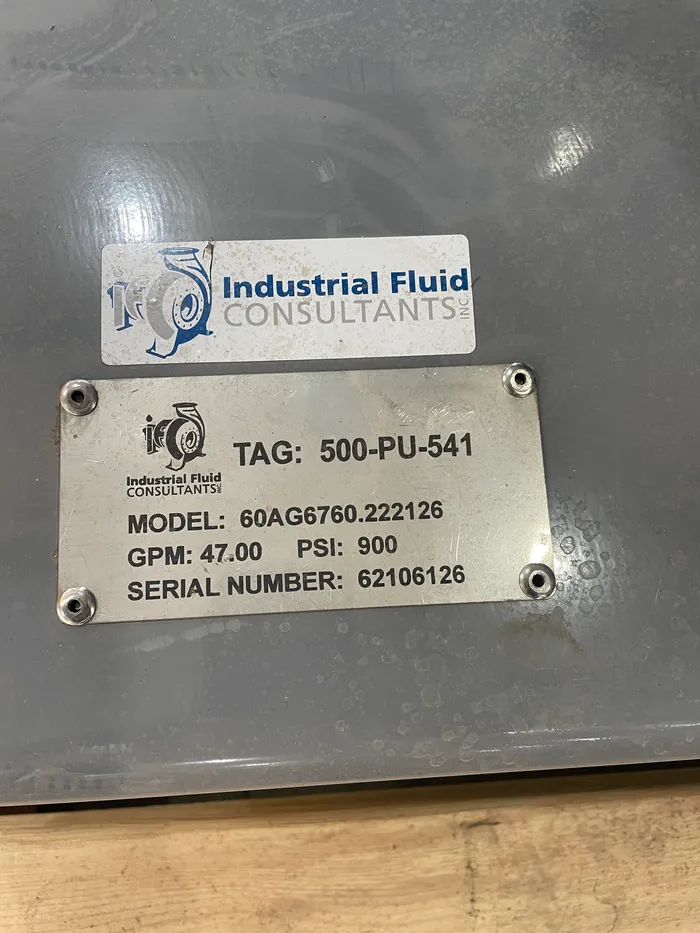 Industrial Fluid
CONSULTANTS INC.
TAG: 500-PU-541
Industrial Fluid
CONSULTANTS INC.
MODEL: 60AG6760.222126
GPM: 47.00 PSI: 900
SERIAL NUMBER: 62106126